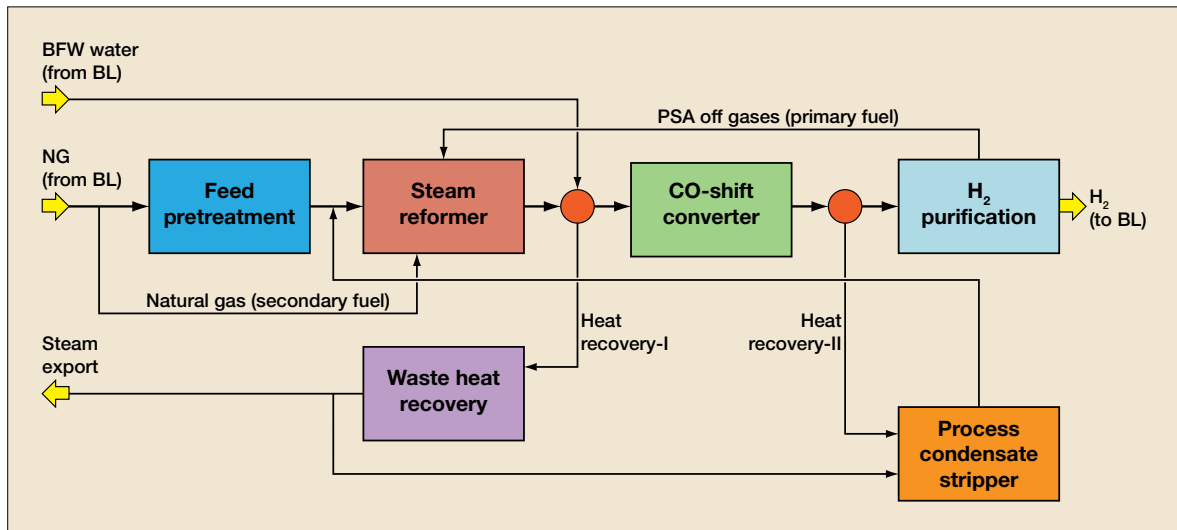 BFW water
(from BL)
PSA off gases (primary fuel)
NG
(from BL)
Feed
pretreatment
Steam
reformer
CO-shift
converter
H₂
purification
H₂
(to BL)
Natural gas (secondary fuel)
Steam
export
Heat
recovery-I
Heat
recovery-II
Waste heat
recovery
Process
condensate
stripper